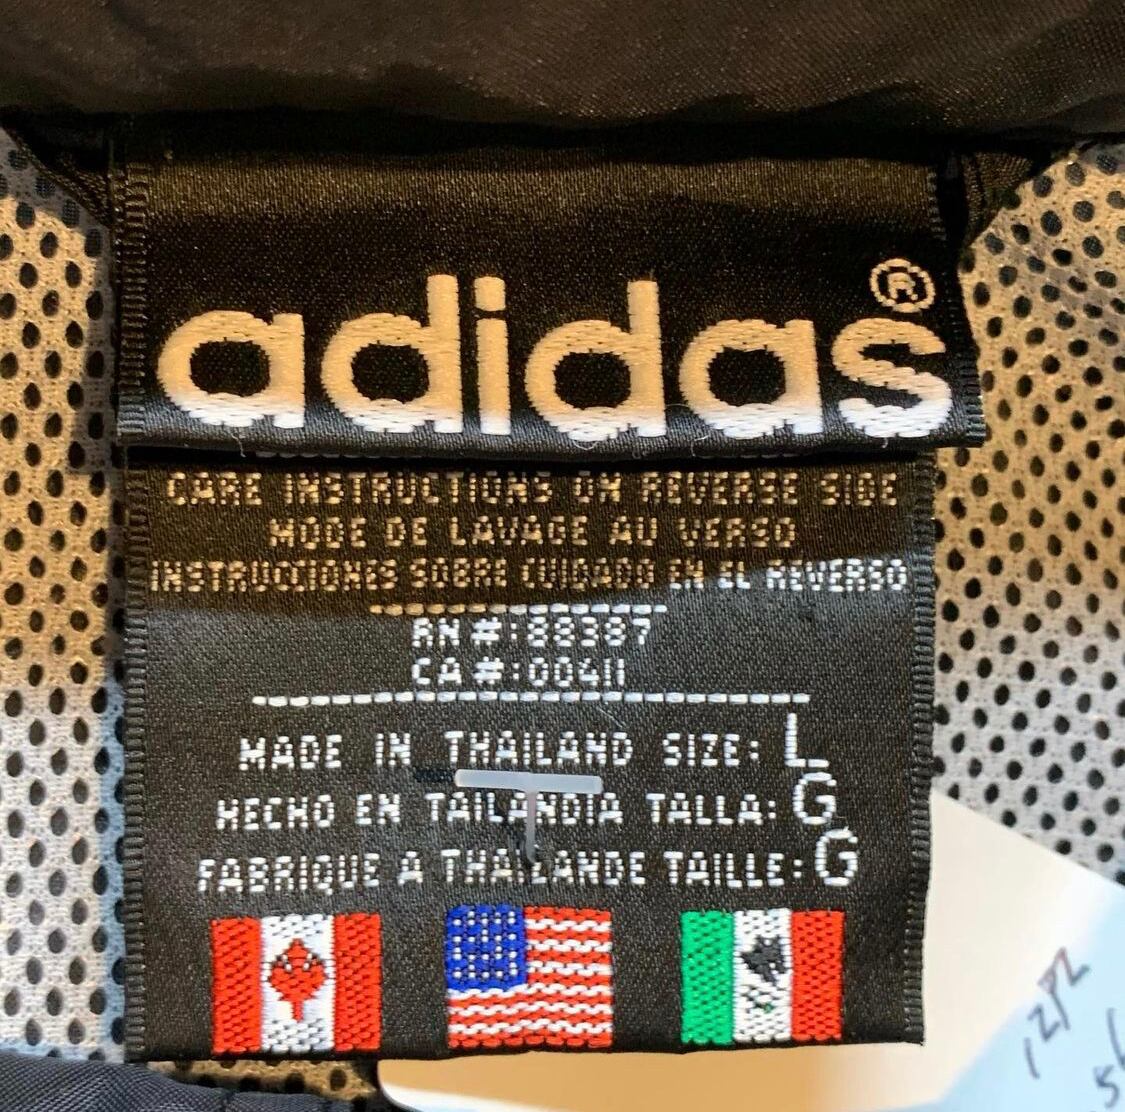 adidas®
CARE INSTRUCTIONS ON REVERSE SIDE
MODE DE LAVAGE AU VERSO
INSTRUCCIONES SOBRE CUIDADO EN EL REVERSO
RN #: 88387
CA #: 00411
MADE IN THAILAND SIZE: L
HECHO EN TAILANDIA TALLA: G
FABRIQUE A THAILANDE TAILLE: G